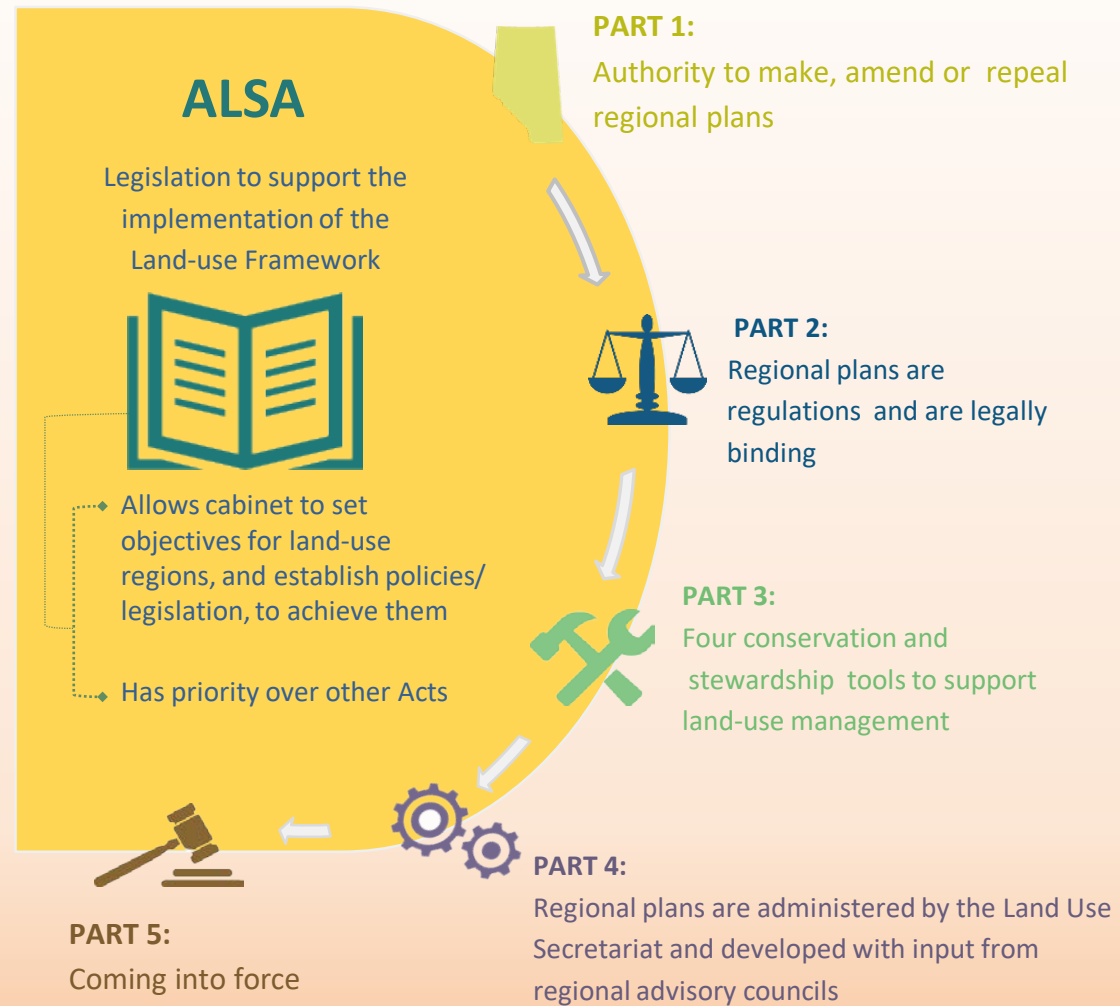 ALSA
Legislation to support the
implementation of the
Land-use Framework
Allows cabinet to set
objectives for land-use
regions, and establish policies/
legislation, to achieve them
Has priority over other Acts
PART 1:
Authority to make, amend or repeal
regional plans
PART 2:
Regional plans are
regulations and are legally
binding
PART 3:
Four conservation and
stewardship tools to support
land-use management
PART 4:
Regional plans are administered by the Land Use
Secretariat and developed with input from
regional advisory councils
PART 5:
Coming into force